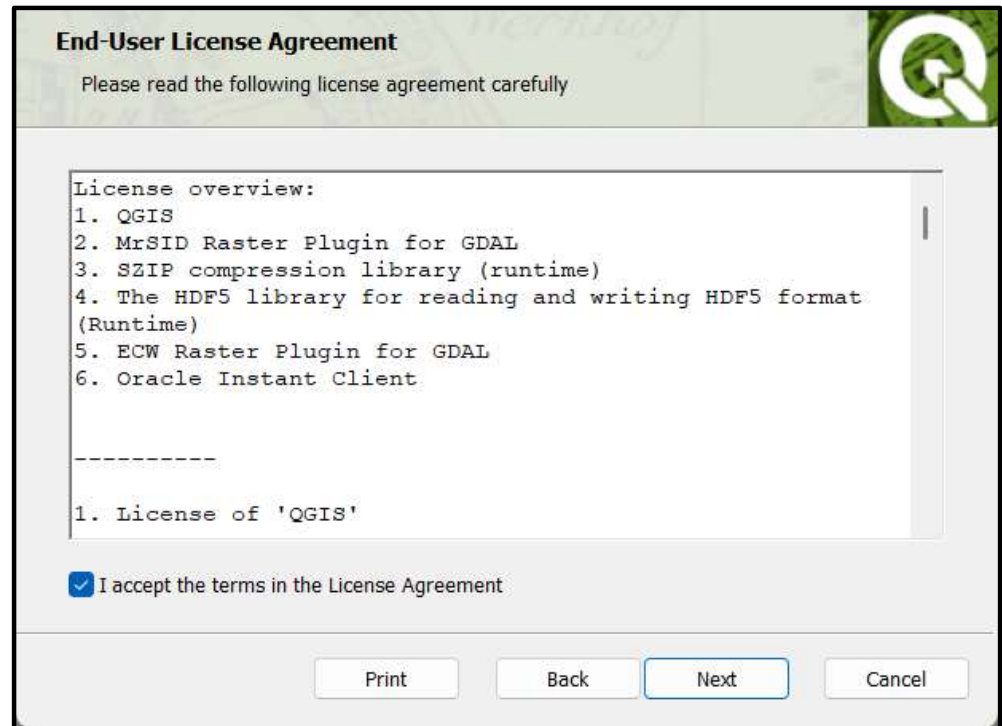 End-User License Agreement
Please read the following license agreement carefully
License overview:
1. QGIS
2. MrSID Raster Plugin for GDAL
3. SZIP compression library (runtime)
4. The HDF5 library for reading and writing HDF5 format
(Runtime)
5. ECW Raster Plugin for GDAL
6. Oracle Instant Client
----------
1. License of 'QGIS'
I accept the terms in the License Agreement
Print Back Next Cancel